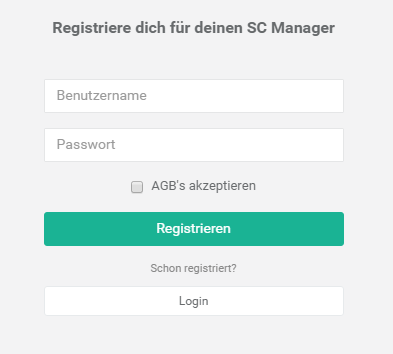 Registriere dich für deinen SC Manager
Benutzername
Passwort
AGB's akzeptieren
Registrieren
Schon registriert?
Login